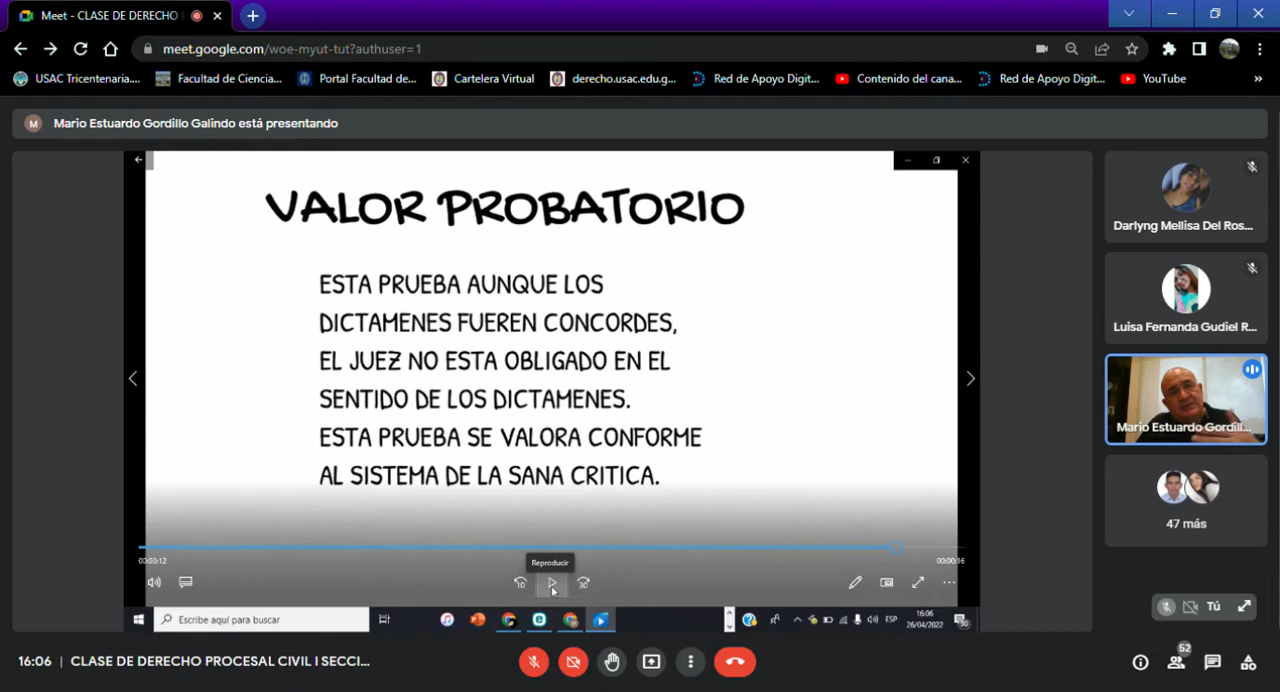 Meet - CLASE DE DERECHO
meet.google.com/woe-myut-tut?authuser=1
USAC Tricentenaria....
Facultad de Ciencia...
Portal Facultad de...
Cartelera Virtual
derecho.usac.edu.g...
Red de Apoyo Digit...
Contenido del cana...
Red de Apoyo Digit...
YouTube
»
M
Mario Estuardo Gordillo Galindo está presentando
VALOR PROBATORIO
ESTA PRUEBA AUNQUE LOS
DICTAMENES FUEREN CONCORDES,
EL JUEZ NO ESTA OBLIGADO EN EL
SENTIDO DE LOS DICTAMENES.
ESTA PRUEBA SE VALORA CONFORME
AL SISTEMA DE LA SANA CRITICA.
00:03:12
Reproducir
00:00:16
10
30
Escribe aquí para buscar
ESP
16:06
26/04/2022
30
Darlyng Mellisa Del Ros...
Luisa Fernanda Gudiel R...
Mario Estuardo Gordill...
47 más
Tú
16:06 | CLASE DE DERECHO PROCESAL CIVIL I SECCI...
52